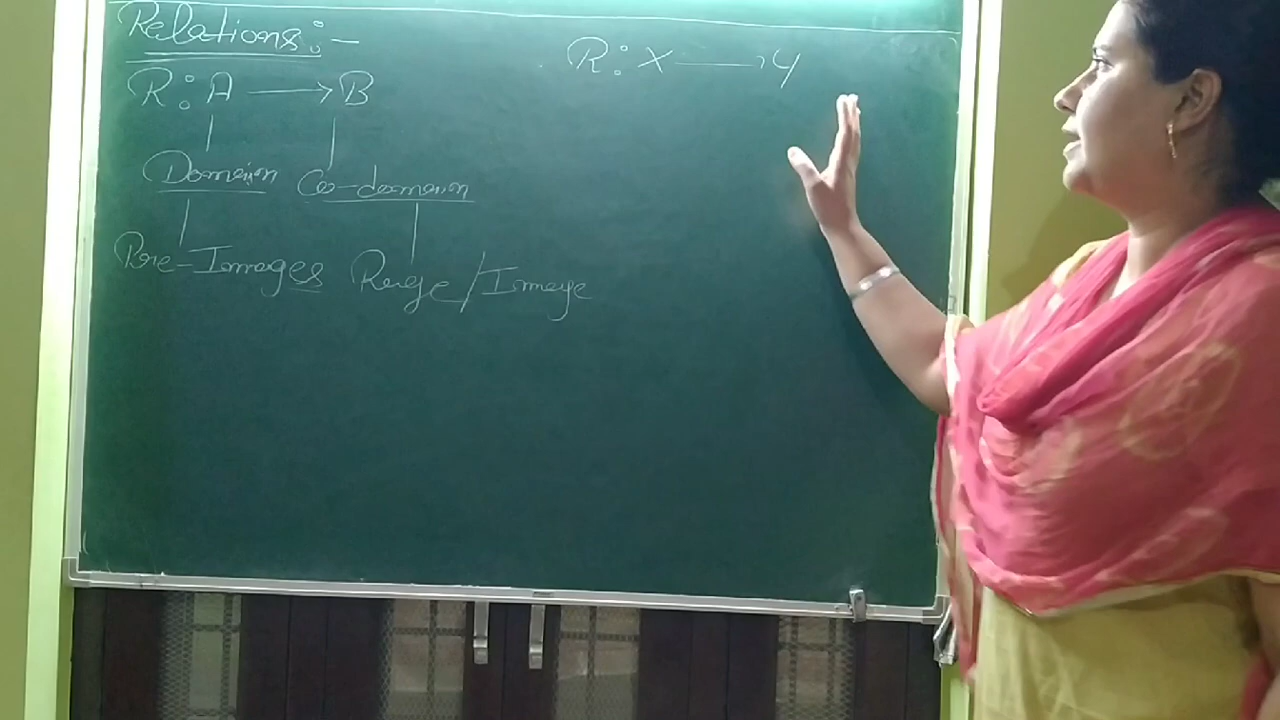 Relations:-
R: A → B
R: X → Y
Domain Co-domain
Pre-Images Range/Image